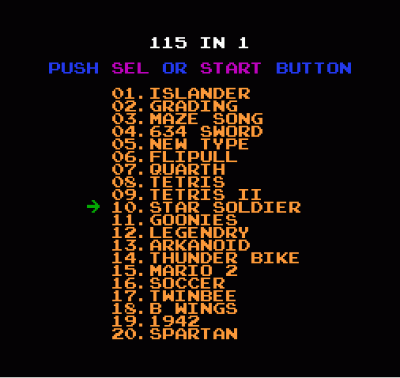 115 IN 1
PUSH SEL OR START BUTTON
01.ISLANDER
02.GRADING
03.MAZE SONG
04.634 SWORD
05.NEW TYPE
06.FLIPULL
07.QUARTH
08.TETRIS
09.TETRIS II
10.STAR SOLDIER
11.GOONIES
12.LEGENDRY
13.ARKANOID
14.THUNDER BIKE
15.MARIO 2
16.SOCCER
17.TWINBEE
18.B WINGS
19.1942
20.SPARTAN